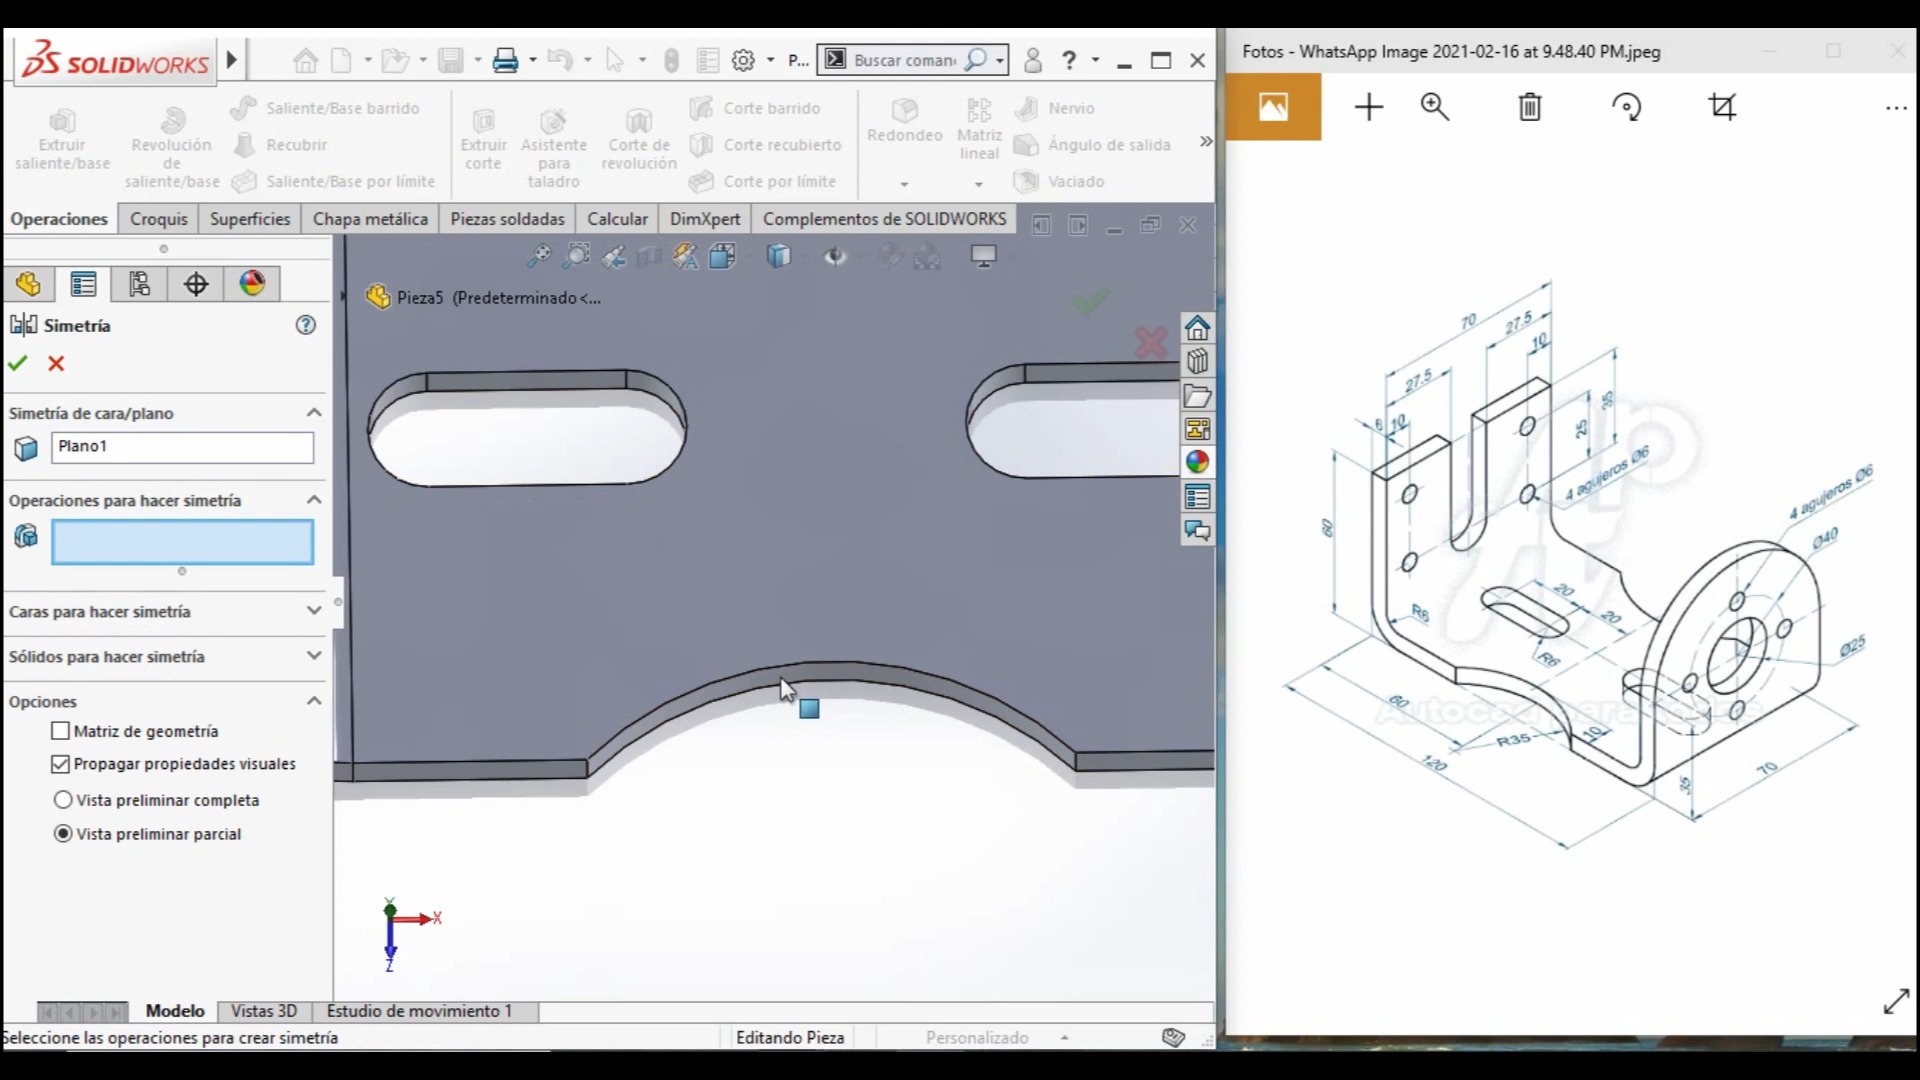 SOLIDWORKS
P...
Buscar coman
?
Extruir
saliente/base
Revolución
de
saliente/base
Saliente/Base barrido
Recubrir
Saliente/Base por límite
Extruir
corte
Asistente
para
taladro
Corte de
revolución
Corte barrido
Corte recubierto
Corte por límite
Redondeo
Matriz
lineal
Nervio
Ángulo de salida
Vaciado
Operaciones
Croquis
Superficies
Chapa metálica
Piezas soldadas
Calcular
DimXpert
Complementos de SOLIDWORKS
Pieza5 (Predeterminado<...
Simetría
Simetría de cara/plano
Plano1
Operaciones para hacer simetría
Caras para hacer simetría
Sólidos para hacer simetría
Opciones
Matriz de geometría
Propagar propiedades visuales
Vista preliminar completa
Vista preliminar parcial
Y
X
Z
Modelo
Vistas 3D
Estudio de movimiento 1
Seleccione las operaciones para crear simetría
Editando Pieza
Personalizado
Fotos - WhatsApp Image 2021-02-16 at 9.48.40 PM.jpeg
70
27.5
10
27.5
6
10
35
25
4 agujeros Ø6
4 agujeros Ø6
Ø40
60
R6
20
20
R6
Ø25
60
R35
10
120
35
70